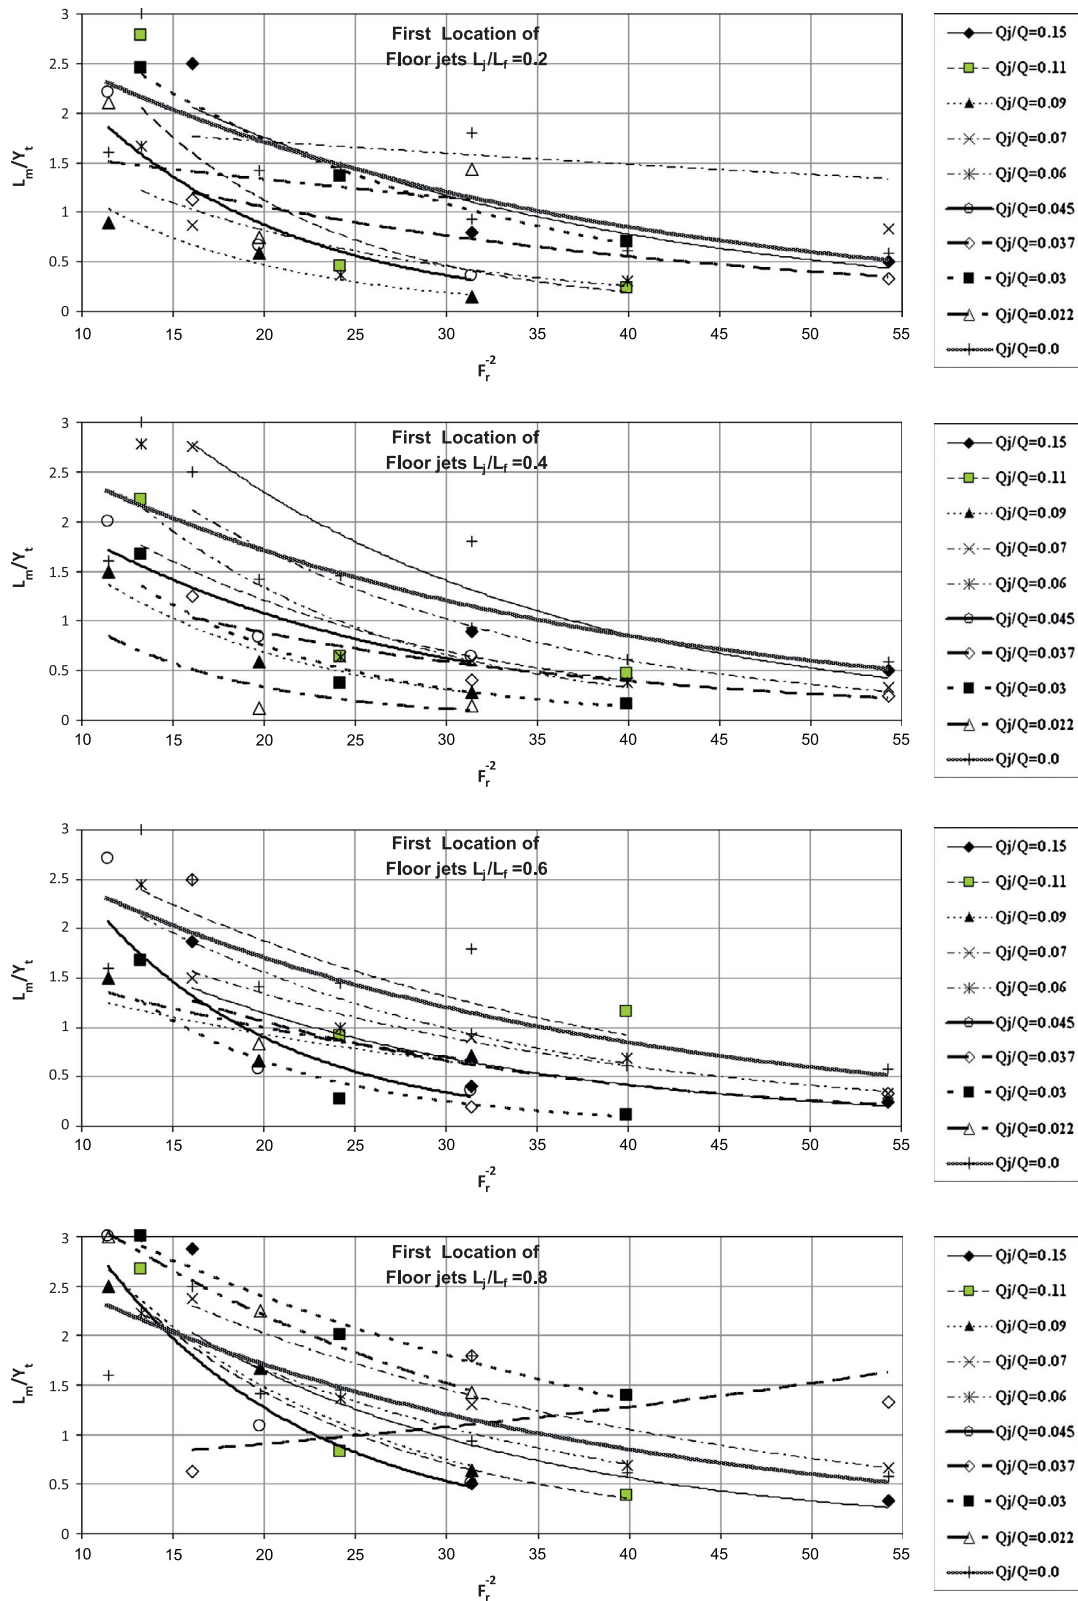 First Location of
Floor jets Lj/Lf =0.2
Lm/Yt
3
2.5
2
1.5
1
0.5
0
10 15 20 25 30 35 40 45 50 55
Fr^-2
Qj/Q=0.15
Qj/Q=0.11
Qj/Q=0.09
Qj/Q=0.07
Qj/Q=0.06
Qj/Q=0.045
Qj/Q=0.037
Qj/Q=0.03
Qj/Q=0.022
Qj/Q=0.0
First Location of
Floor jets Lj/Lf =0.4
Lm/Yt
3
2.5
2
1.5
1
0.5
0
10 15 20 25 30 35 40 45 50 55
Fr^-2
Qj/Q=0.15
Qj/Q=0.11
Qj/Q=0.09
Qj/Q=0.07
Qj/Q=0.06
Qj/Q=0.045
Qj/Q=0.037
Qj/Q=0.03
Qj/Q=0.022
Qj/Q=0.0
First Location of
Floor jets Lj/Lf =0.6
Lm/Yt
3
2.5
2
1.5
1
0.5
0
10 15 20 25 30 35 40 45 50 55
Fr^-2
Qj/Q=0.15
Qj/Q=0.11
Qj/Q=0.09
Qj/Q=0.07
Qj/Q=0.06
Qj/Q=0.045
Qj/Q=0.037
Qj/Q=0.03
Qj/Q=0.022
Qj/Q=0.0
First Location of
Floor jets Lj/Lf =0.8
Lm/Yt
3
2.5
2
1.5
1
0.5
0
10 15 20 25 30 35 40 45 50 55
Fr^-2
Qj/Q=0.15
Qj/Q=0.11
Qj/Q=0.09
Qj/Q=0.07
Qj/Q=0.06
Qj/Q=0.045
Qj/Q=0.037
Qj/Q=0.03
Qj/Q=0.022
Qj/Q=0.0